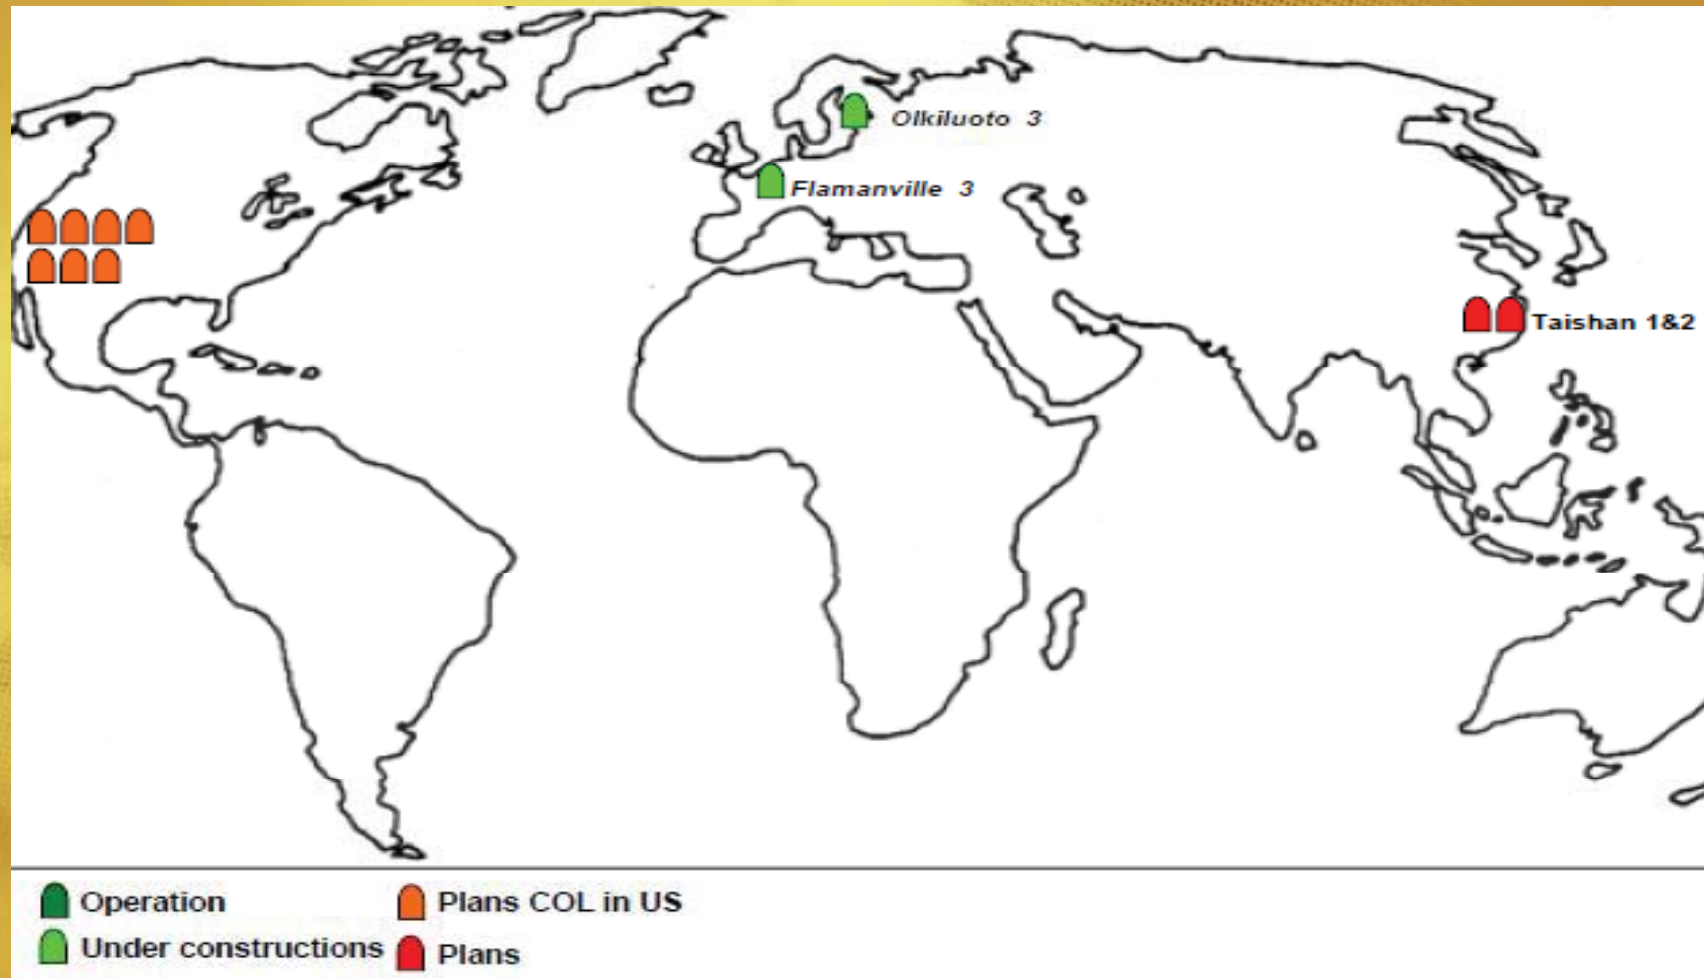 Olkiluoto 3
Flamanville 3
Taishan 1&2
Operation
Plans COL in US
Under constructions
Plans